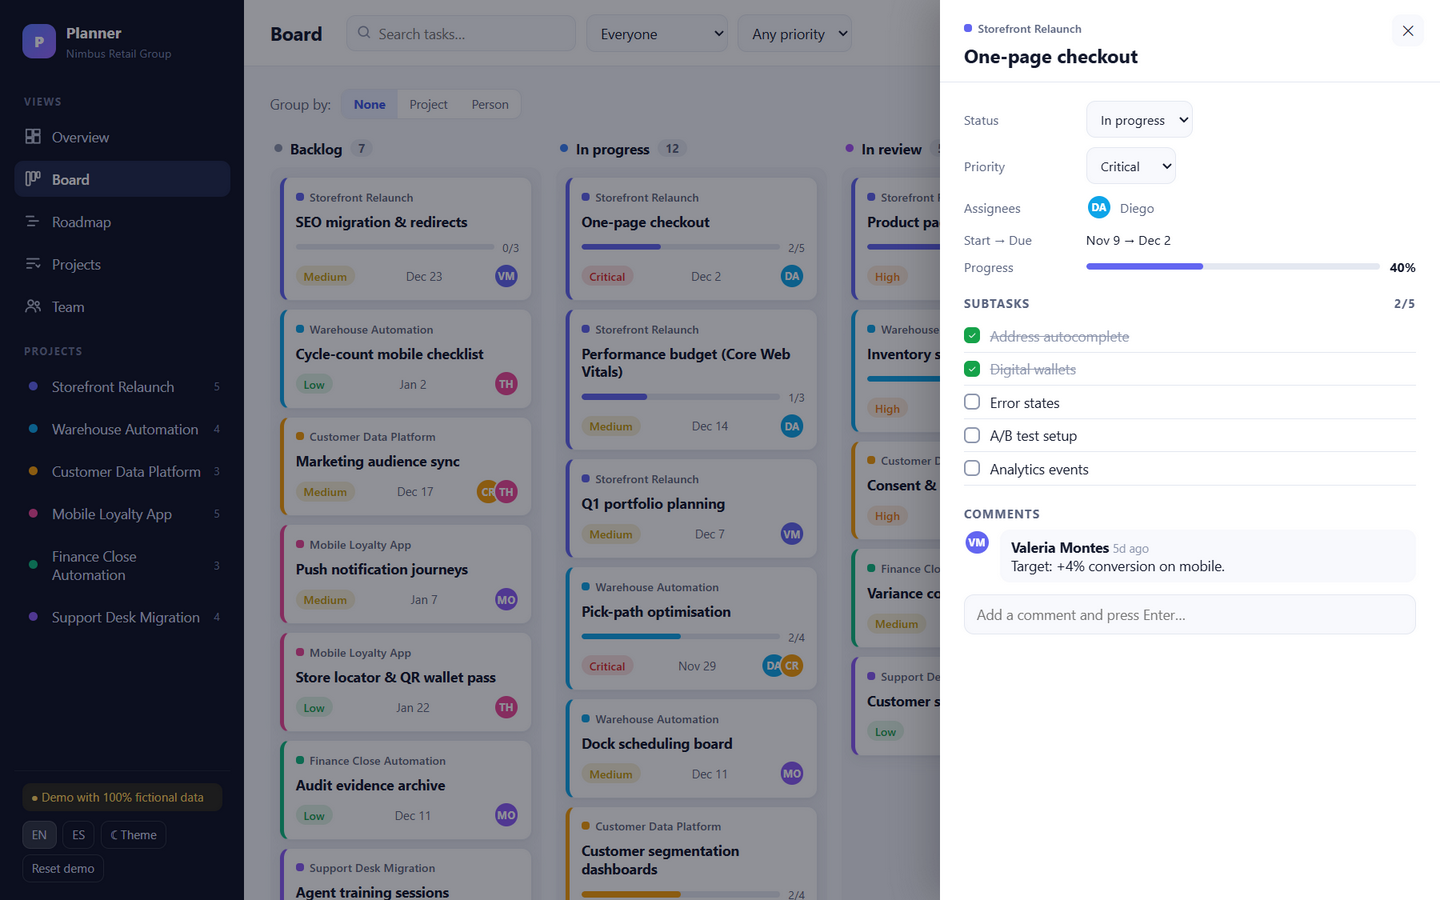 P
Planner
Nimbus Retail Group
VIEWS
Overview
Board
Roadmap
Projects
Team
PROJECTS
Storefront Relaunch 5
Warehouse Automation 4
Customer Data Platform 3
Mobile Loyalty App 5
Finance Close
Automation 3
Support Desk Migration 4
Demo with 100% fictional data
EN ES ☾ Theme
Reset demo
Board
Search tasks...
Everyone
Any priority
Group by: None Project Person
Backlog 7
Storefront Relaunch
SEO migration & redirects
0/3
Medium Dec 23 VM
Warehouse Automation
Cycle-count mobile checklist
Low Jan 2 TH
Customer Data Platform
Marketing audience sync
Medium Dec 17 CR TH
Mobile Loyalty App
Push notification journeys
Medium Jan 7 MO
Mobile Loyalty App
Store locator & QR wallet pass
Low Jan 22 TH
Finance Close Automation
Audit evidence archive
Low Dec 11 MO
Support Desk Migration
Agent training sessions
In progress 12
Storefront Relaunch
One-page checkout
2/5
Critical Dec 2 DA
Storefront Relaunch
Performance budget (Core Web
Vitals)
1/3
Medium Dec 14 DA
Storefront Relaunch
Q1 portfolio planning
Medium Dec 7 VM
Warehouse Automation
Pick-path optimisation
2/4
Critical Nov 29 DA CR
Warehouse Automation
Dock scheduling board
Medium Dec 11 MO
Customer Data Platform
Customer segmentation
dashboards
2/4
In review
Storefront
Product pa
High
Warehouse
Inventory s
High
Customer D
Consent &
High
Finance Clo
Variance co
Medium
Support De
Customer s
Low
Storefront Relaunch
One-page checkout
Status In progress
Priority Critical
Assignees DA Diego
Start → Due Nov 9 → Dec 2
Progress 40%
SUBTASKS 2/5
Address autocomplete
Digital wallets
Error states
A/B test setup
Analytics events
COMMENTS
VM
Valeria Montes 5d ago
Target: +4% conversion on mobile.
Add a comment and press Enter...